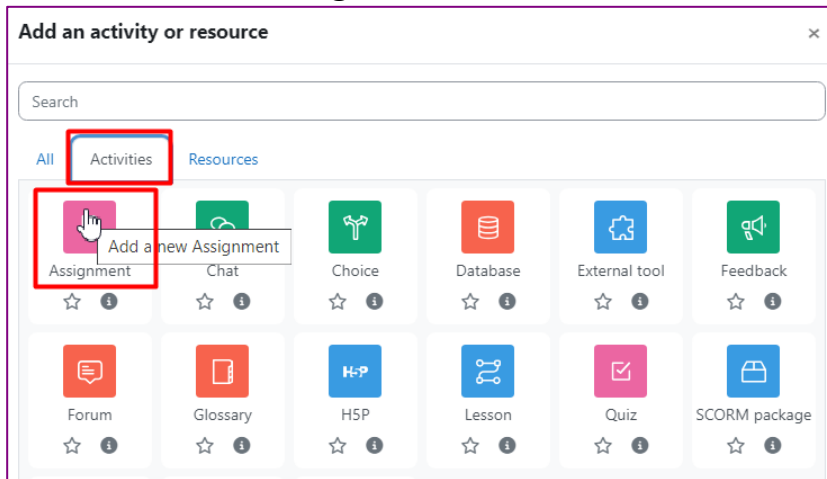 Add an activity or resource
Search
All Activities Resources
Add a new Assignment
Assignment Chat Choice Database External tool Feedback
H5P
Forum Glossary H5P Lesson Quiz SCORM package